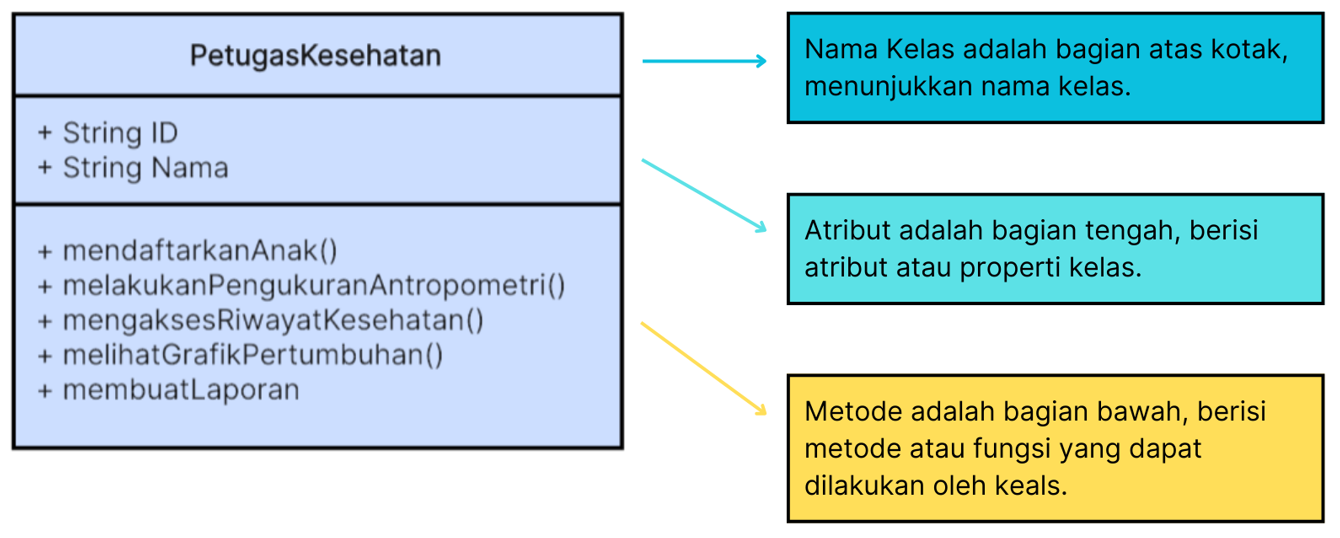 PetugasKesehatan
+ String ID
+ String Nama
+ mendaftarkanAnak()
+ melakukanPengukuranAntropometri()
+ mengaksesRiwayatKesehatan()
+ melihatGrafikPertumbuhan()
+ membuatLaporan
Nama Kelas adalah bagian atas kotak,
menunjukkan nama kelas.
Atribut adalah bagian tengah, berisi
atribut atau properti kelas.
Metode adalah bagian bawah, berisi
metode atau fungsi yang dapat
dilakukan oleh keals.